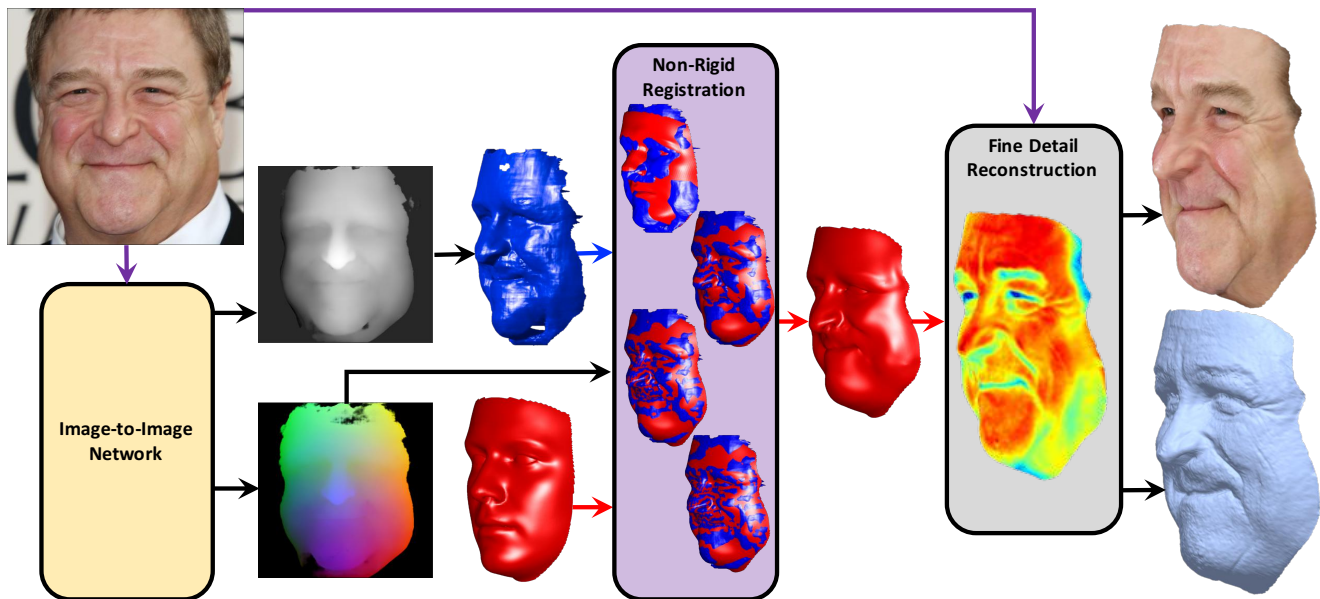 Non-Rigid
Registration
Fine Detail
Reconstruction
Image-to-Image
Network